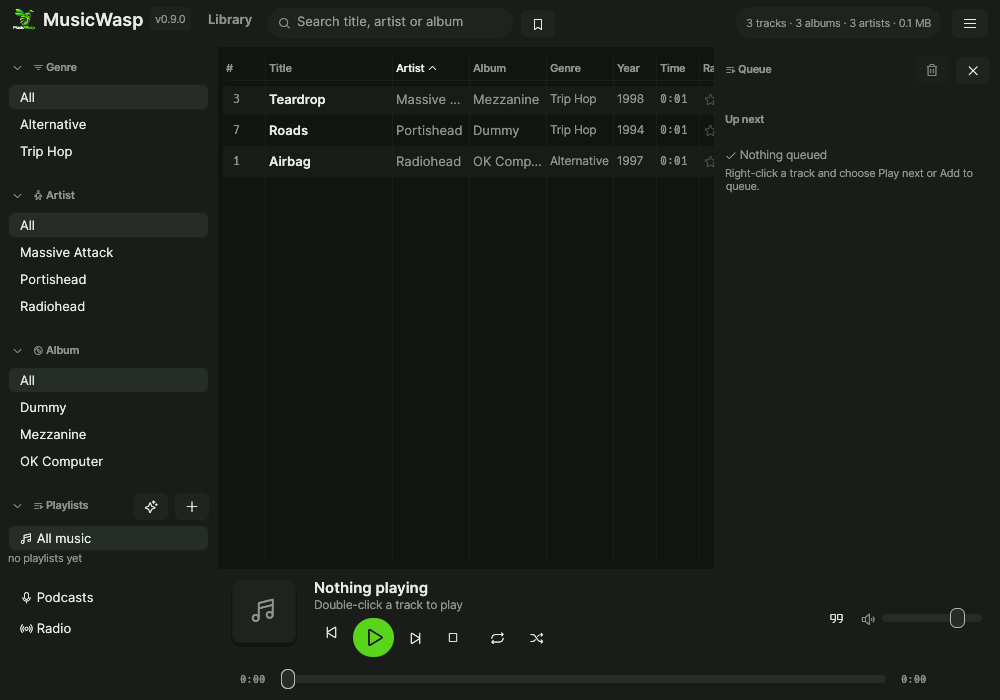 MusicWasp v0.9.0 Library Search title, artist or album 3 tracks · 3 albums · 3 artists · 0.1 MB
Genre
All
Alternative
Trip Hop
Artist
All
Massive Attack
Portishead
Radiohead
Album
All
Dummy
Mezzanine
OK Computer
Playlists
All music
no playlists yet
Podcasts
Radio
# Title Artist Album Genre Year Time Ra
3 Teardrop Massive ... Mezzanine Trip Hop 1998 0:01
7 Roads Portishead Dummy Trip Hop 1994 0:01
1 Airbag Radiohead OK Comp... Alternative 1997 0:01
Queue
Up next
Nothing queued
Right-click a track and choose Play next or Add to
queue.
Nothing playing
Double-click a track to play
0:00 0:00